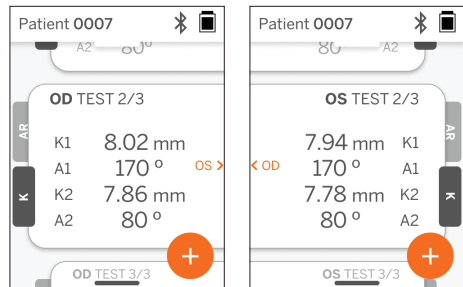 Patient 0007
A2 80º
OD TEST 2/3
AR
K
K1 8.02 mm
A1 170 º
K2 7.86 mm
A2 80 º
OS >
+
OD TEST 3/3
Patient 0007
80 A2
OS TEST 2/3
AR
K
7.94 mm K1
170 º A1
7.78 mm K2
80 º A2
< OD
+
OS TEST 3/3